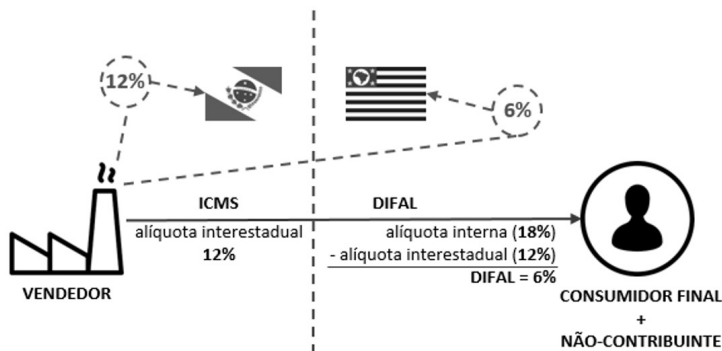 12%
6%
ICMS
alíquota interestadual
12%
DIFAL
alíquota interna (18%)
- alíquota interestadual (12%)
DIFAL = 6%
VENDEDOR
CONSUMIDOR FINAL
+
NÃO-CONTRIBUINTE